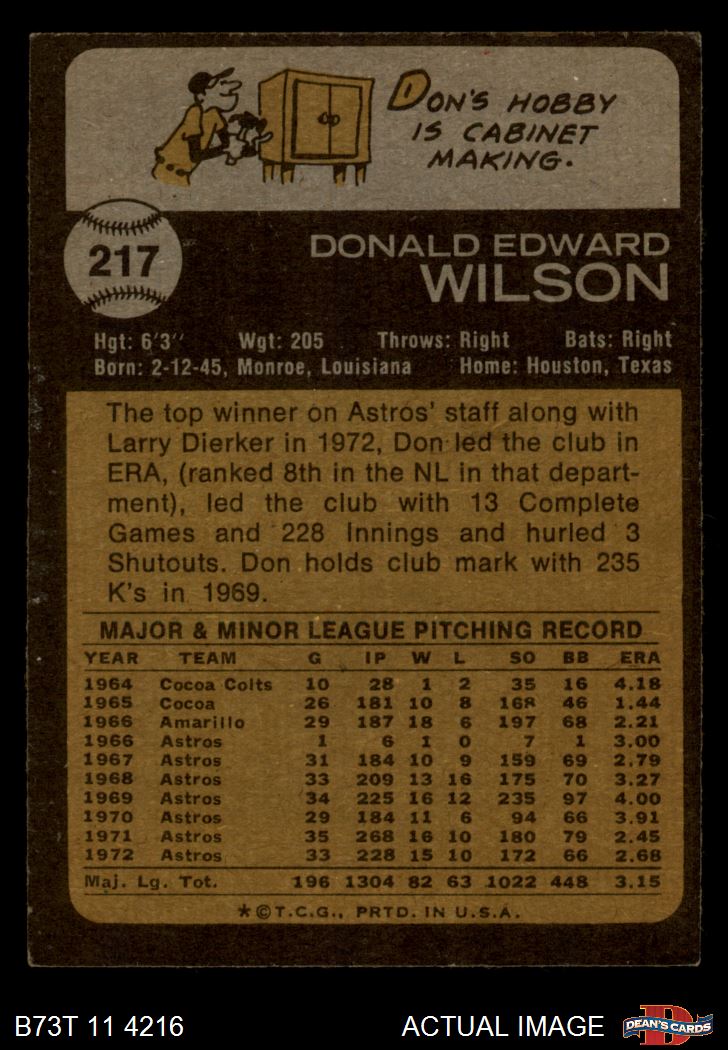 DON'S HOBBY
IS CABINET
MAKING.
217
DONALD EDWARD
WILSON
Hgt: 6'3" Wgt: 205 Throws: Right Bats: Right
Born: 2-12-45, Monroe, Louisiana Home: Houston, Texas
The top winner on Astros' staff along with
Larry Dierker in 1972, Don led the club in
ERA, (ranked 8th in the NL in that depart-
ment), led the club with 13 Complete
Games and 228 Innings and hurled 3
Shutouts. Don holds club mark with 235
K's in 1969.
MAJOR & MINOR LEAGUE PITCHING RECORD
YEAR TEAM G IP W L SO BB ERA
1964 Cocoa Colts 10 28 1 2 35 16 4.18
1965 Cocoa 26 181 10 8 168 46 1.44
1966 Amarillo 29 187 18 6 197 68 2.21
1966 Astros 1 6 1 0 7 1 3.00
1967 Astros 31 184 10 9 159 69 2.79
1968 Astros 33 209 13 16 175 70 3.27
1969 Astros 34 225 16 12 235 97 4.00
1970 Astros 29 184 11 6 94 66 3.91
1971 Astros 35 268 16 10 180 79 2.45
1972 Astros 33 228 15 10 172 66 2.68
Maj. Lg. Tot. 196 1304 82 63 1022 448 3.15
*©T.C.G., PRTD. IN U.S.A.
B73T 11 4216 ACTUAL IMAGE D DEAN'S CARDS